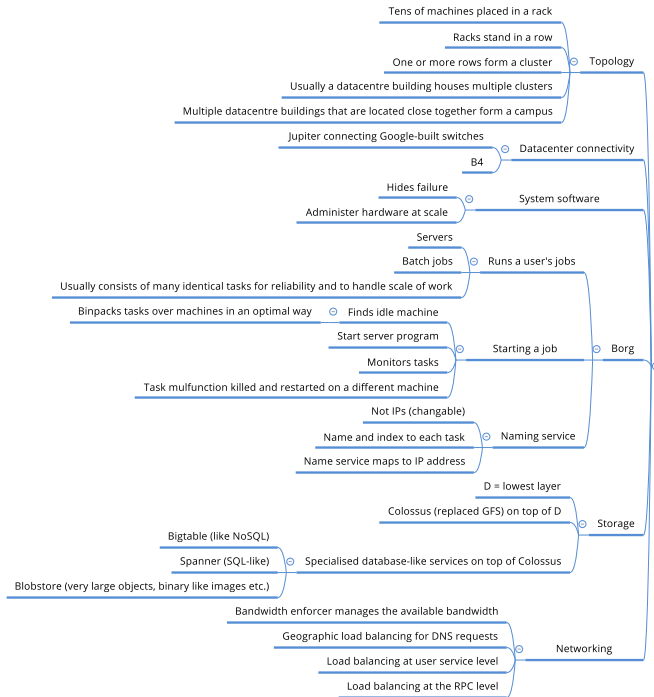 Tens of machines placed in a rack
Racks stand in a row
One or more rows form a cluster
Topology
Usually a datacentre building houses multiple clusters
Multiple datacentre buildings that are located close together form a campus
Jupiter connecting Google-built switches
Datacenter connectivity
B4
Hides failure
System software
Administer hardware at scale
Servers
Batch jobs
Runs a user's jobs
Usually consists of many identical tasks for reliability and to handle scale of work
Binpacks tasks over machines in an optimal way
Finds idle machine
Start server program
Starting a job
Borg
Monitors tasks
Task mulfunction killed and restarted on a different machine
Not IPs (changable)
Name and index to each task
Naming service
Name service maps to IP address
D = lowest layer
Colossus (replaced GFS) on top of D
Storage
Bigtable (like NoSQL)
Spanner (SQL-like)
Specialised database-like services on top of Colossus
Blobstore (very large objects, binary like images etc.)
Bandwidth enforcer manages the available bandwidth
Geographic load balancing for DNS requests
Networking
Load balancing at user service level
Load balancing at the RPC level